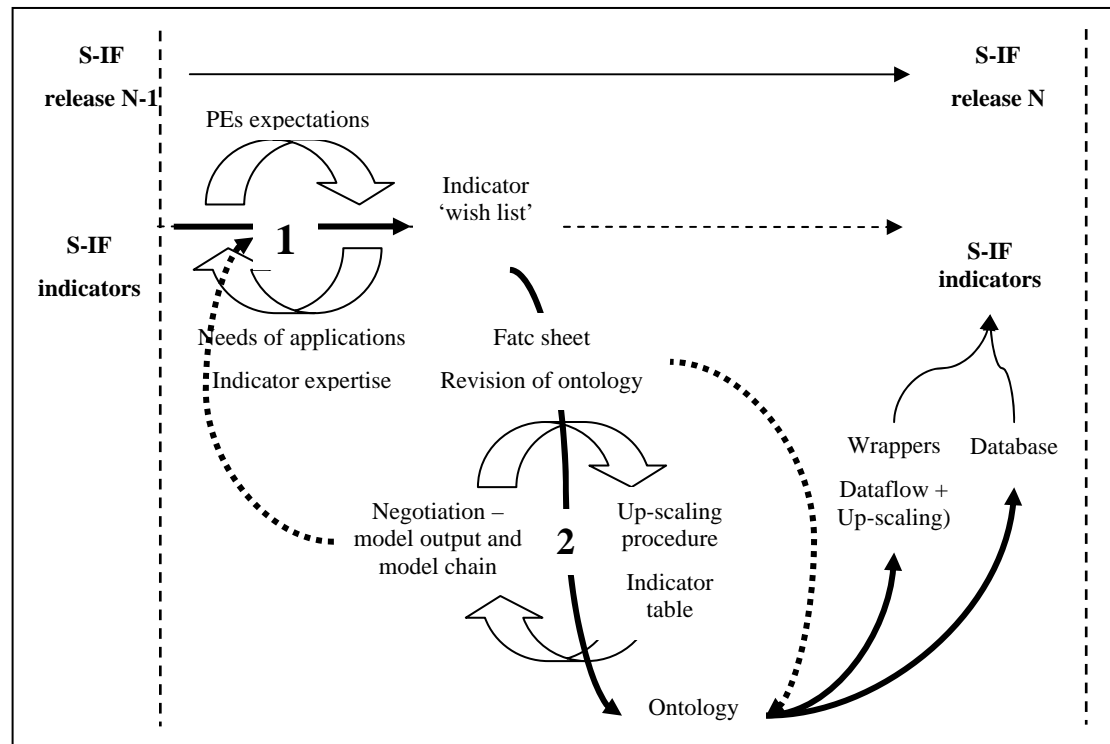 S-IF
release N-1
S-IF
release N
PEs expectations
Indicator
‘wish list’
1
S-IF
indicators
S-IF
indicators
Needs of applications
Indicator expertise
Fatc sheet
Revision of ontology
Wrappers
Database
Dataflow +
Up-scaling)
Negotiation –
model output and
model chain
2
Up-scaling
procedure
Indicator
table
Ontology